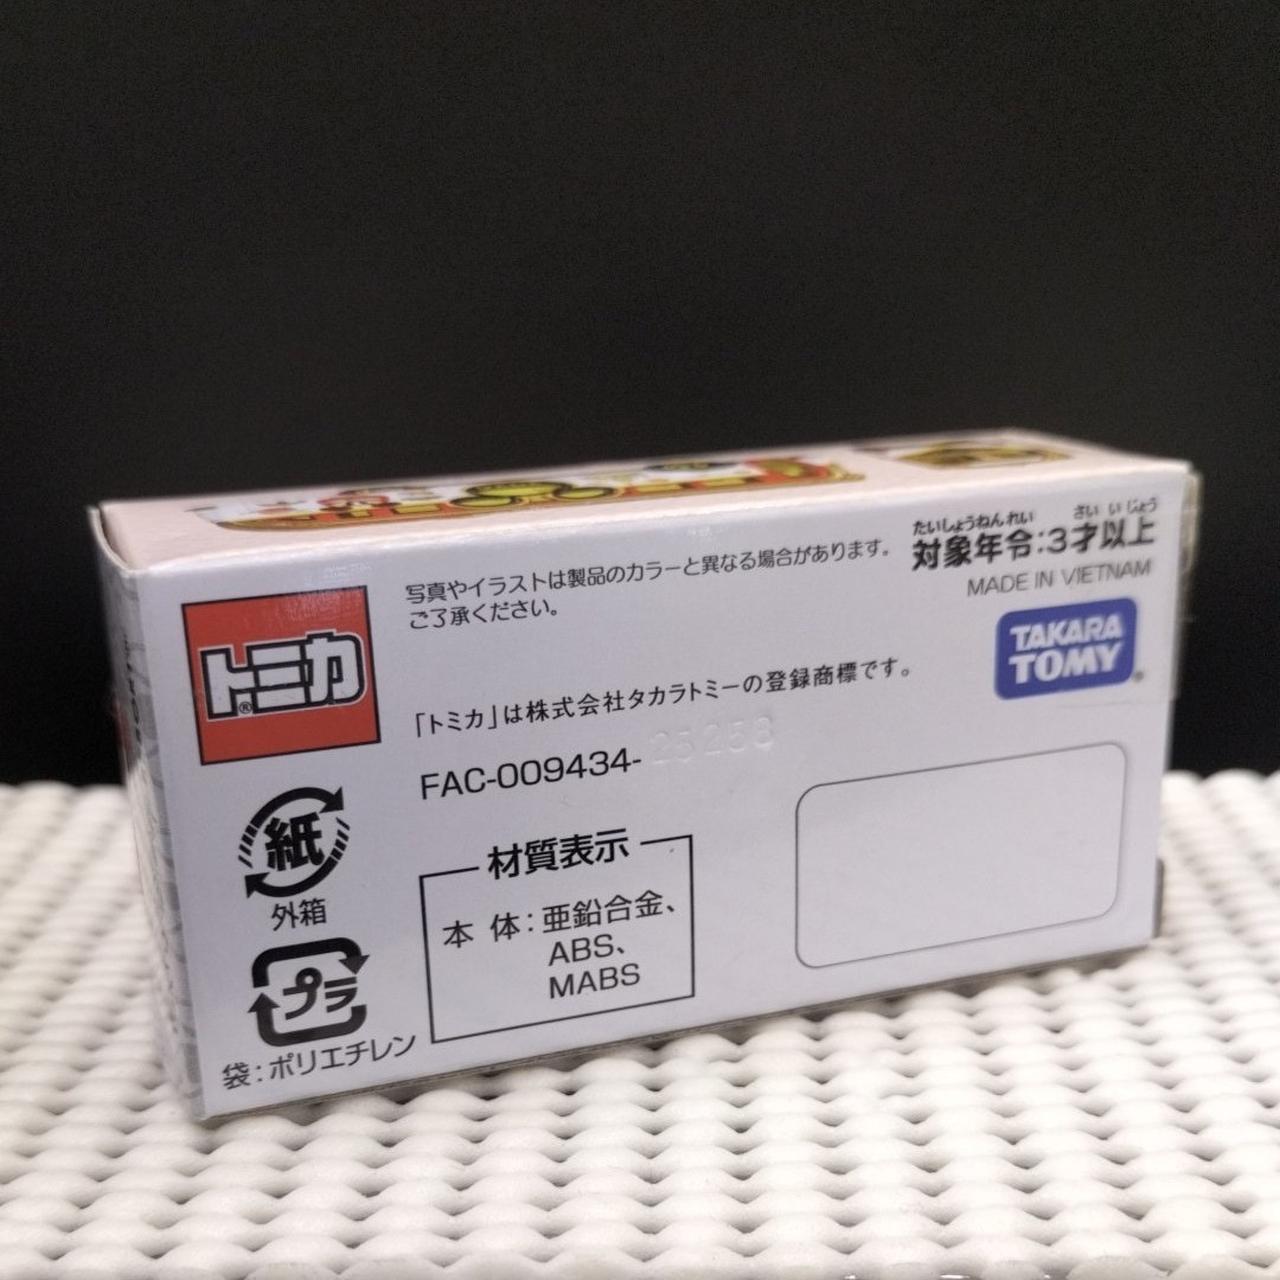 たいしょうねんれい さい いじょう
対象年令:3才以上
MADE IN VIETNAM
TAKARA
TOMY®
トミカ®
写真やイラストは製品のカラーと異なる場合があります。
ご了承ください。
「トミカ」は株式会社タカラトミーの登録商標です。
FAC-009434- 25258
紙
外箱
プラ
袋:ポリエチレン
材質表示
本 体:亜鉛合金、
ABS、
MABS